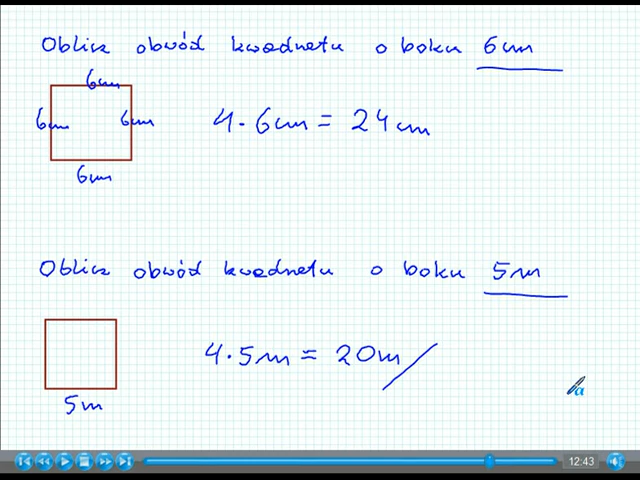 Oblicz obwód kwadratu o boku 6cm
6cm
6cm 6cm 4·6cm = 24cm
6cm
Oblicz obwód kwadratu o boku 5m
4·5m = 20m
5m
a
12:43